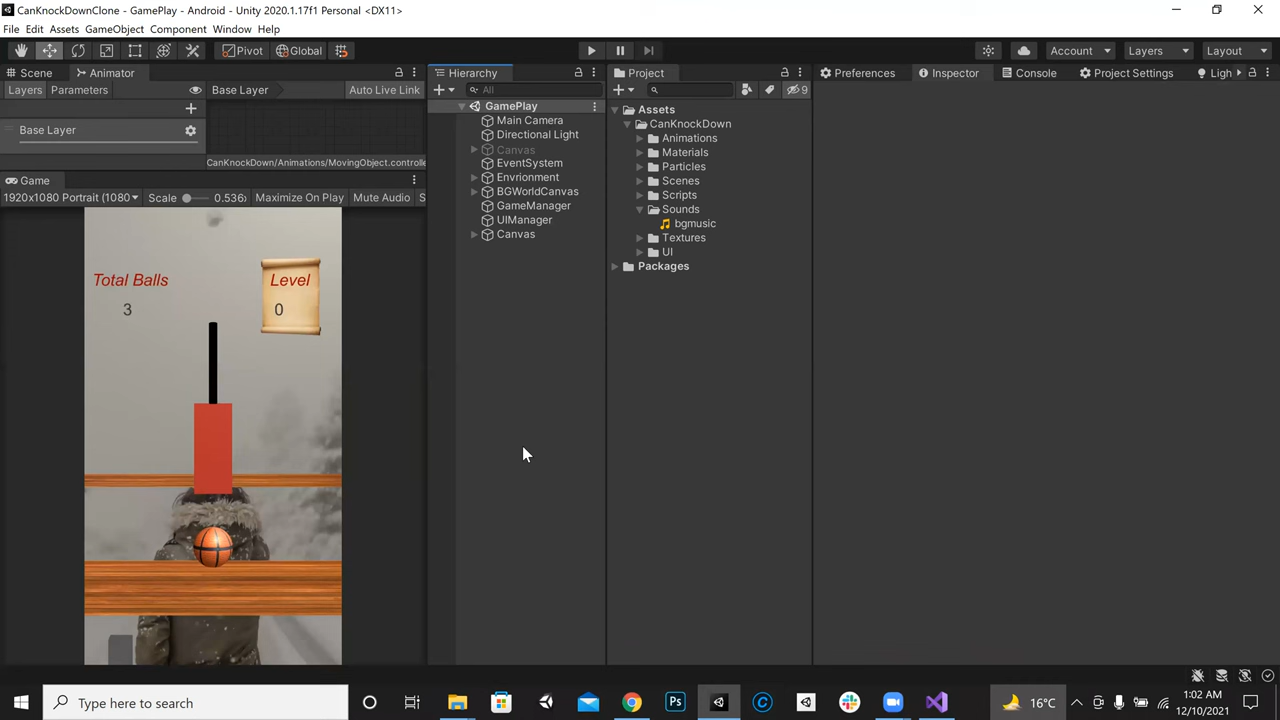 CanKnockDownClone - GamePlay - Android - Unity 2020.1.17f1 Personal <DX11>
File Edit Assets GameObject Component Window Help
Pivot Global Account Layers Layout
Scene Animator
Layers Parameters Base Layer Auto Live Link
Base Layer
CanKnockDown/Animations/MovingObject.controlle
Game
1920x1080 Portrait (1080 Scale 0.536x Maximize On Play Mute Audio S
Total Balls
3
Level
0
Hierarchy
All
GamePlay
Main Camera
Directional Light
Canvas
EventSystem
Envrionment
BGWorldCanvas
GameManager
UIManager
Canvas
Project
9
Assets
CanKnockDown
Animations
Materials
Particles
Scenes
Scripts
Sounds
bgmusic
Textures
UI
Packages
Preferences Inspector Console Project Settings Ligh
Type here to search
Ps
16°C
1:02 AM
12/10/2021